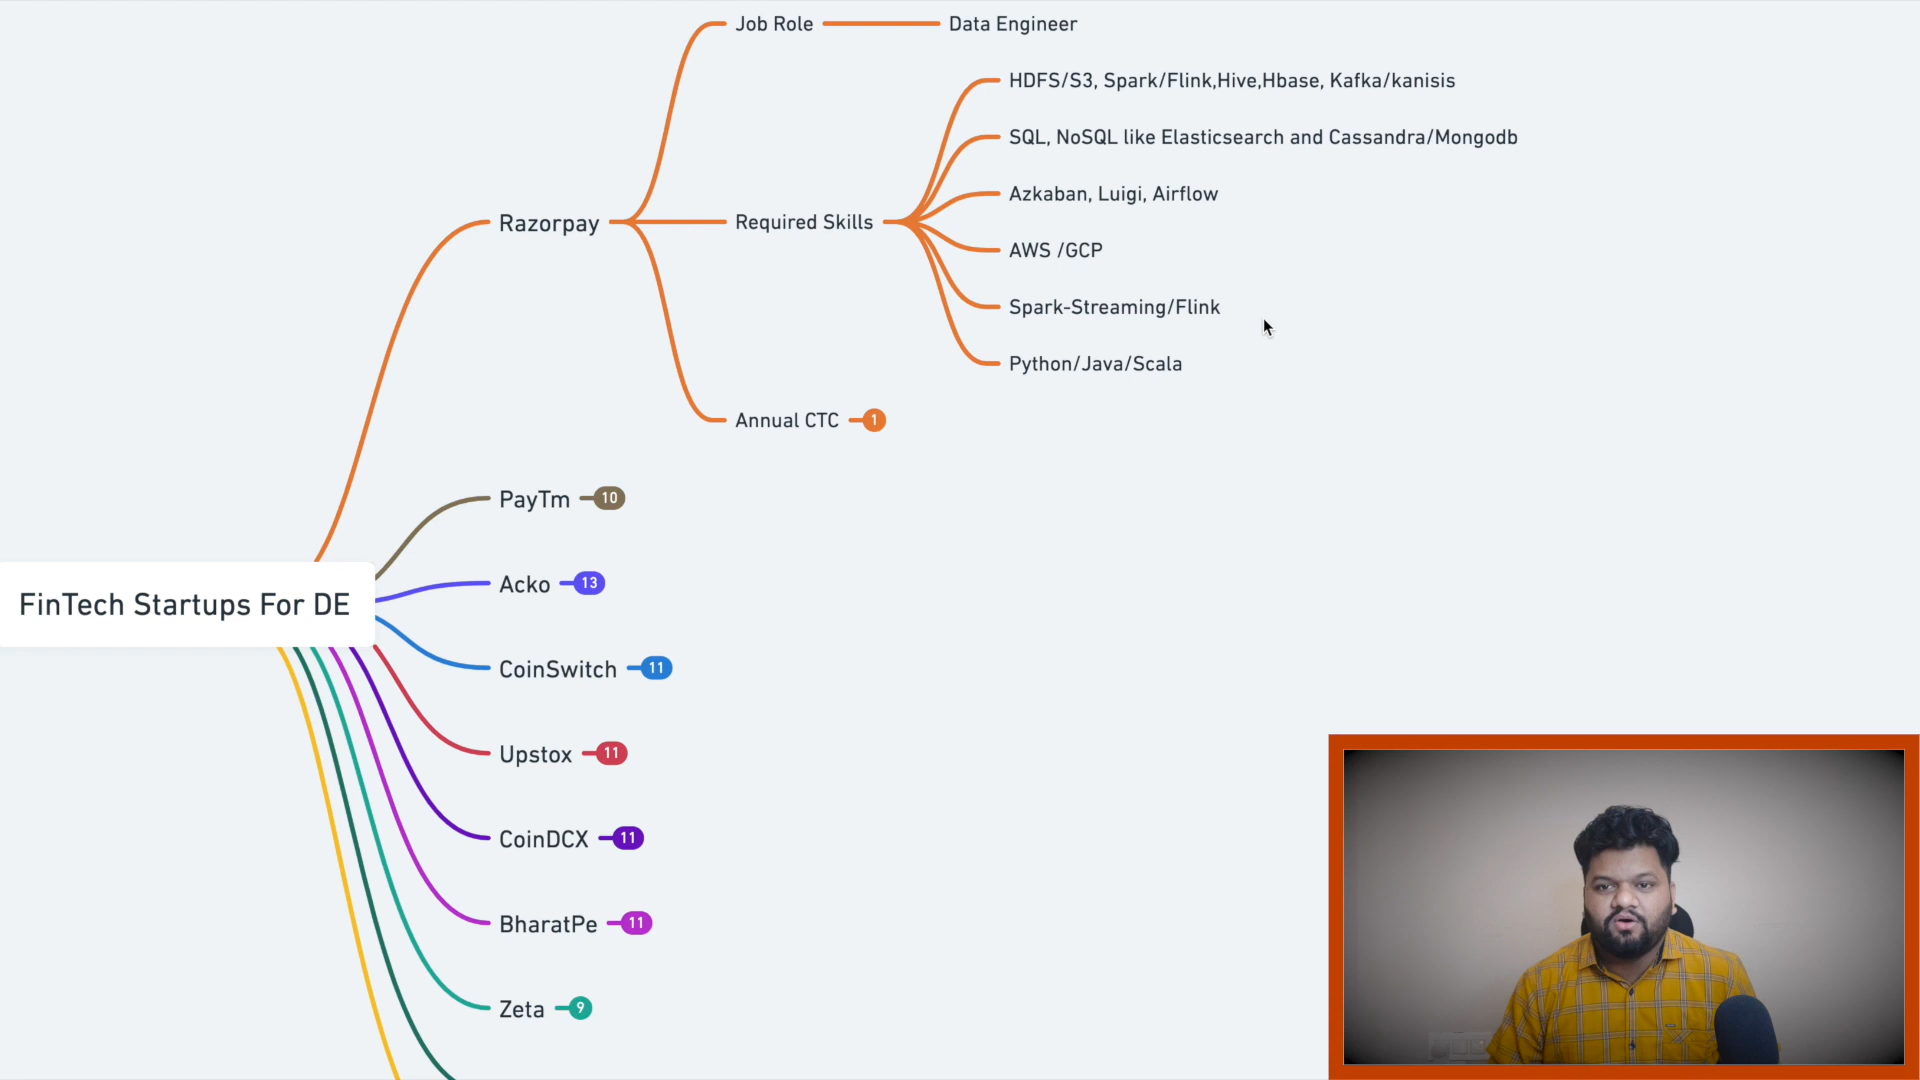 Job Role
Data Engineer
HDFS/S3, Spark/Flink,Hive,Hbase, Kafka/kanisis
SQL, NoSQL like Elasticsearch and Cassandra/Mongodb
Azkaban, Luigi, Airflow
Razorpay
Required Skills
AWS /GCP
Spark-Streaming/Flink
Python/Java/Scala
Annual CTC 1
PayTm 10
Acko 13
FinTech Startups For DE
CoinSwitch 11
Upstox 11
CoinDCX 11
BharatPe 11
Zeta 9